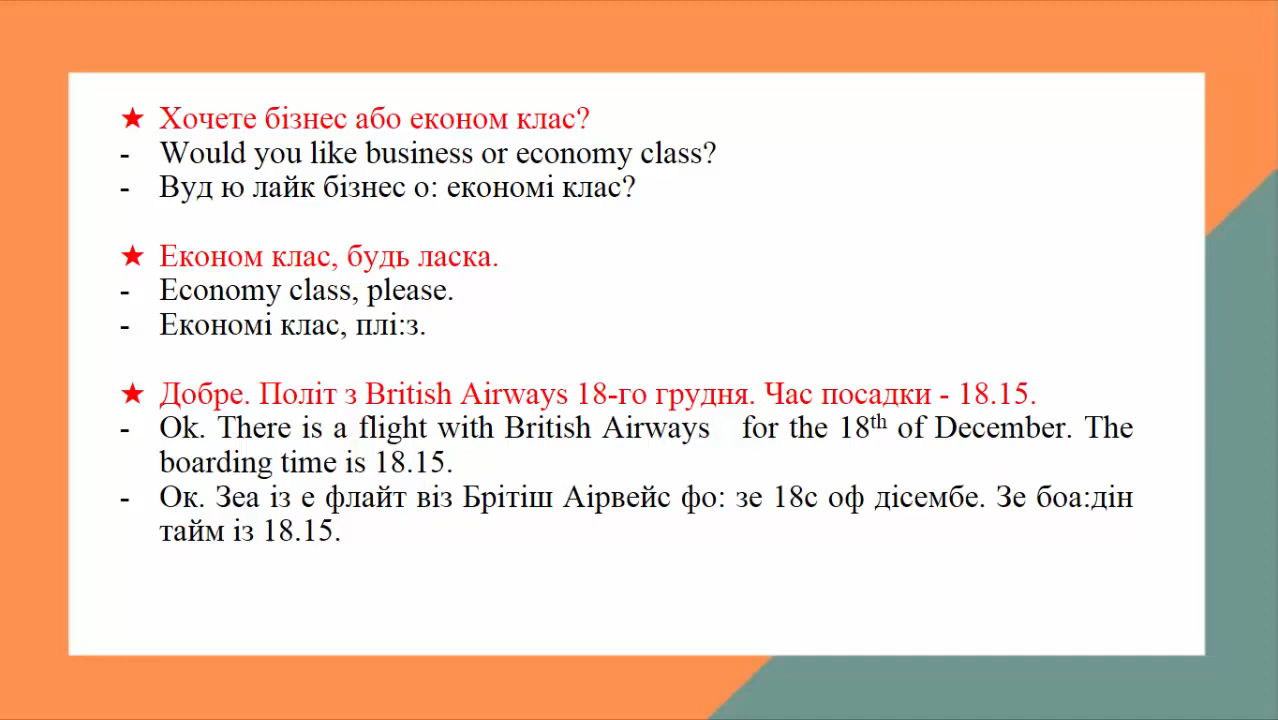 ★ Хочете бізнес або економ клас?
- Would you like business or economy class?
- Вуд ю лайк бізнес о: економі клас?
★ Економ клас, будь ласка.
- Economy class, please.
- Економі клас, плі:з.
★ Добре. Політ з British Airways 18-го грудня. Час посадки - 18.15.
- Ok. There is a flight with British Airways for the 18th of December. The
boarding time is 18.15.
- Ок. Зеа із е флайт віз Брітіш Аірвейс фо: зе 18с оф дісембе. Зе боа:дін
тайм із 18.15.